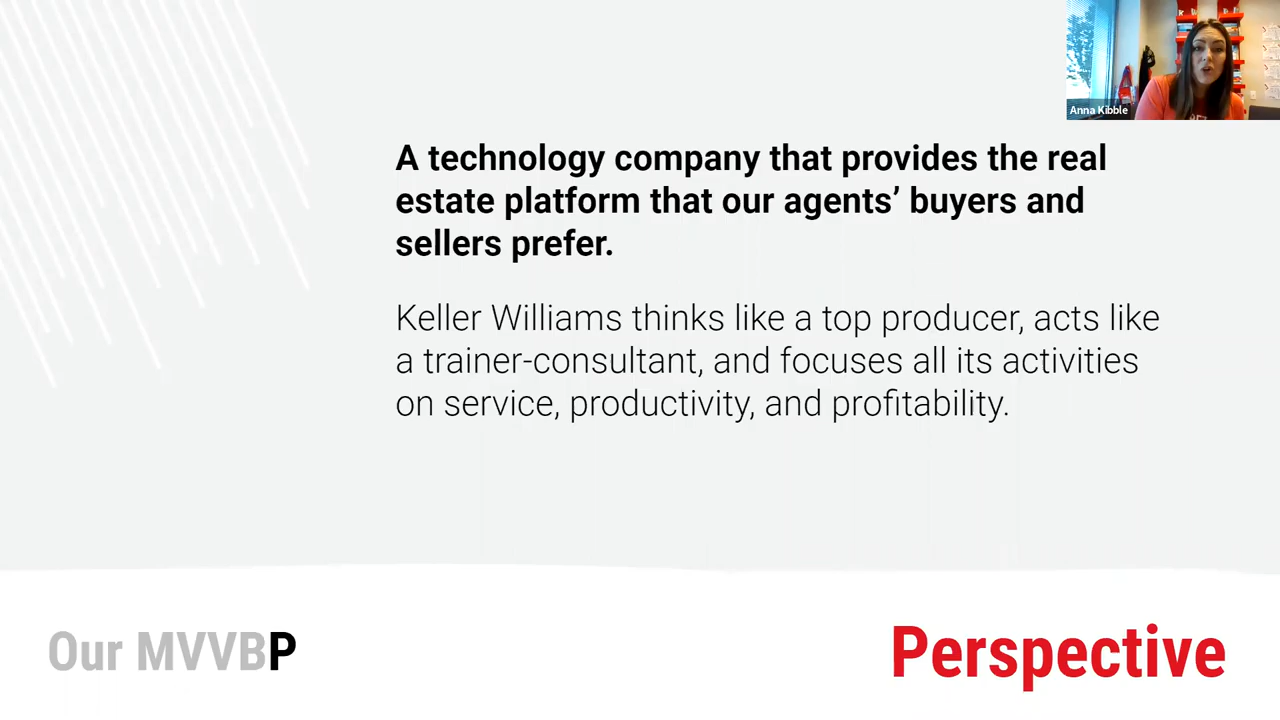 Anna Kibble
A technology company that provides the real
estate platform that our agents’ buyers and
sellers prefer.
Keller Williams thinks like a top producer, acts like
a trainer-consultant, and focuses all its activities
on service, productivity, and profitability.
Our MVVBP
Perspective